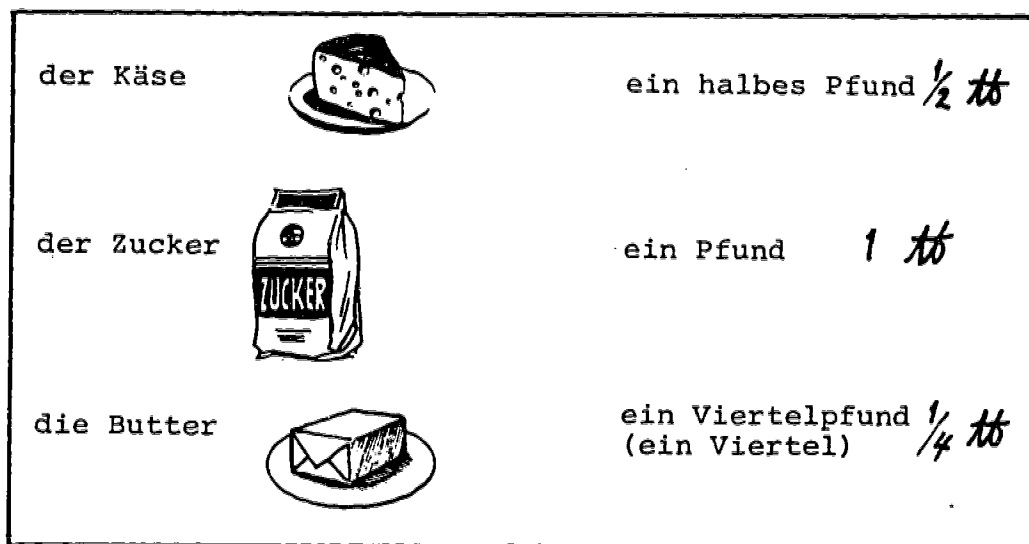 der Käse ein halbes Pfund 1/2 ℔
ZUCKER
der Zucker ein Pfund 1 ℔
die Butter ein Viertelpfund 1/4 ℔
(ein Viertel)